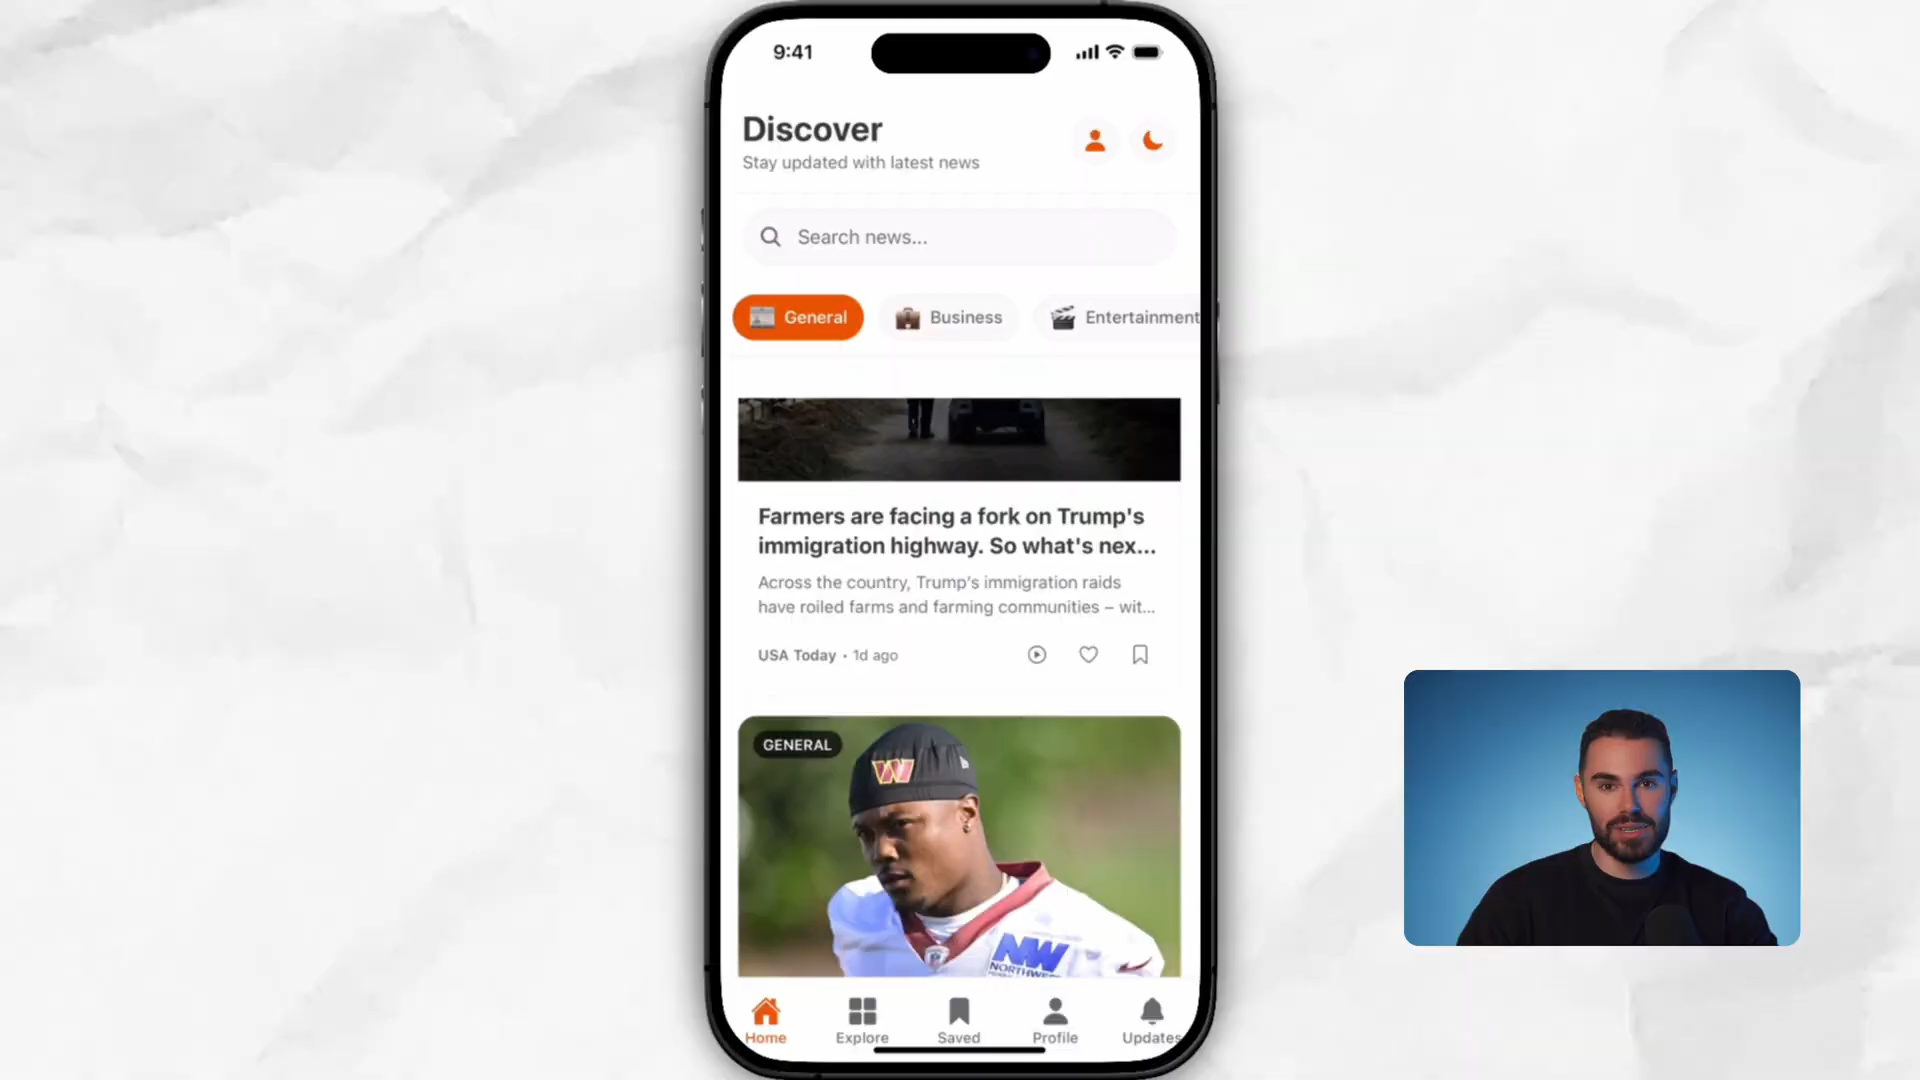 9:41
Discover
Stay updated with latest news
Search news...
General
Business
Entertainment
Farmers are facing a fork on Trump's
immigration highway. So what's nex...
Across the country, Trump's immigration raids
have roiled farms and farming communities – wit...
USA Today • 1d ago
GENERAL
W
NW
Home
Explore
Saved
Profile
Updates